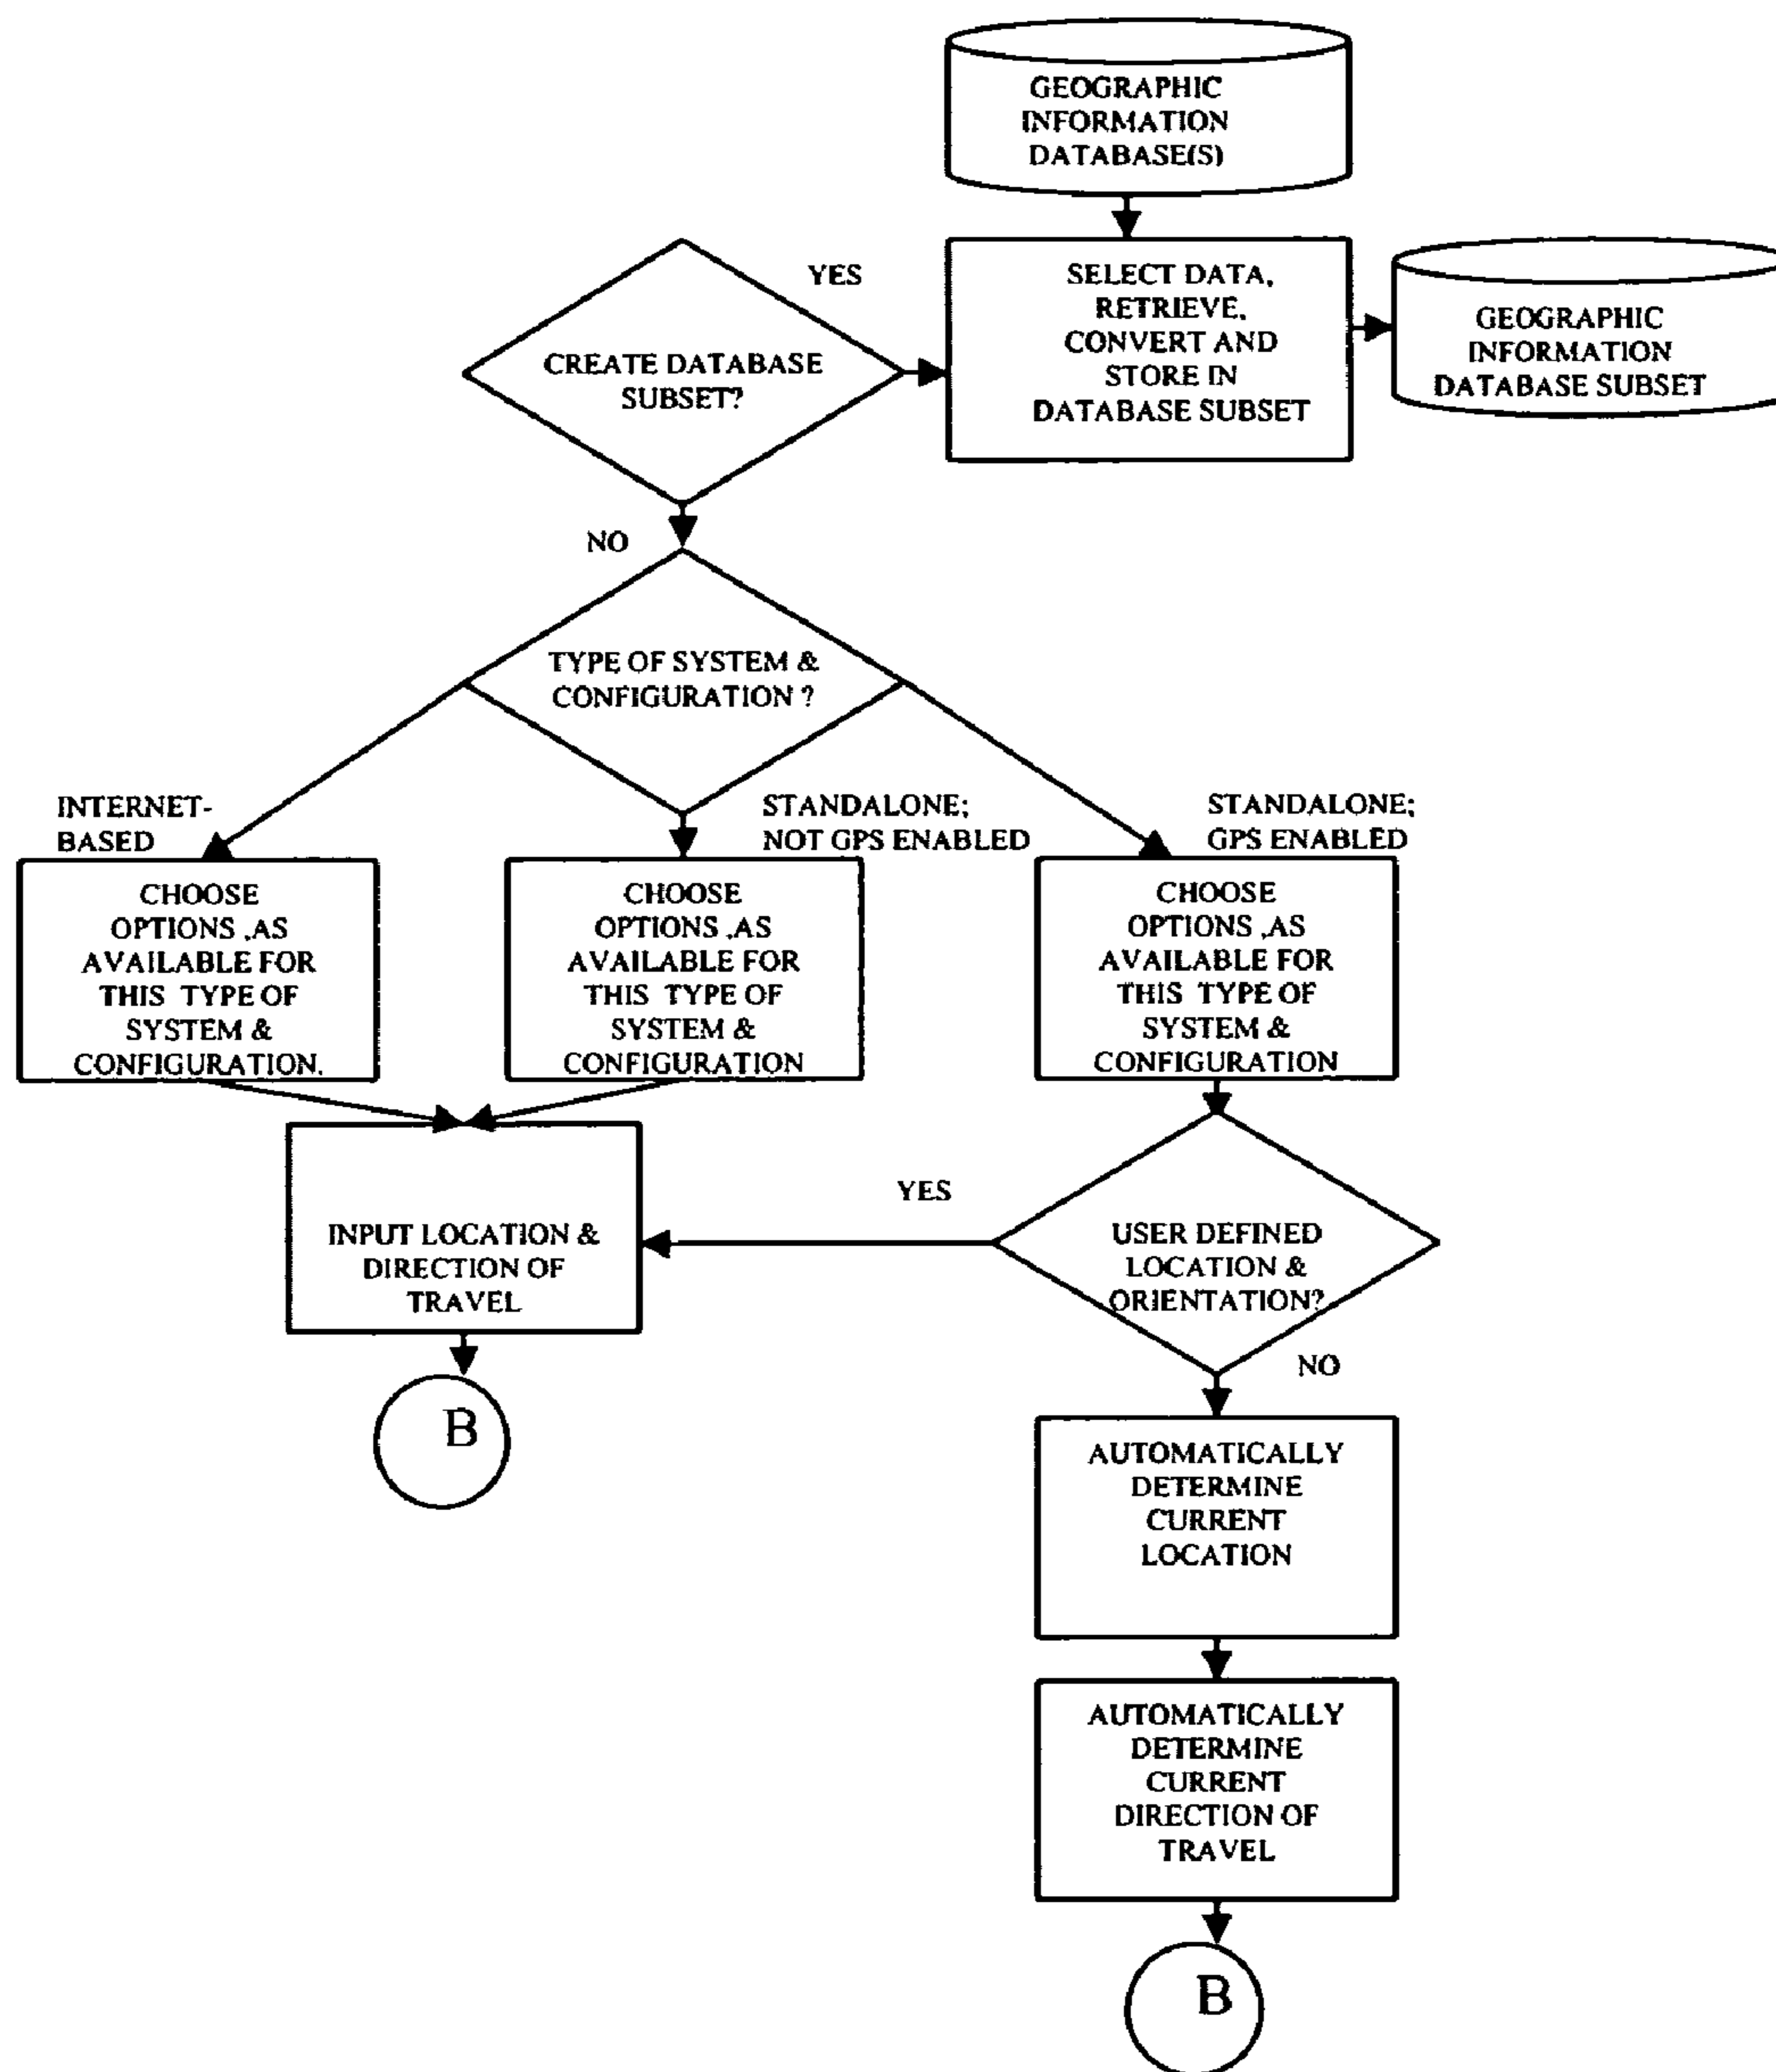 GEOGRAPHIC
INFORMATION
DATABASE(S)
YES
SELECT DATA,
RETRIEVE,
CONVERT AND
STORE IN
DATABASE SUBSET
GEOGRAPHIC
INFORMATION
DATABASE SUBSET
CREATE DATABASE
SUBSET?
NO
TYPE OF SYSTEM &
CONFIGURATION ?
INTERNET-
BASED
STANDALONE;
NOT GPS ENABLED
STANDALONE;
GPS ENABLED
CHOOSE
OPTIONS ,AS
AVAILABLE FOR
THIS TYPE OF
SYSTEM &
CONFIGURATION.
CHOOSE
OPTIONS ,AS
AVAILABLE FOR
THIS TYPE OF
SYSTEM &
CONFIGURATION
CHOOSE
OPTIONS ,AS
AVAILABLE FOR
THIS TYPE OF
SYSTEM &
CONFIGURATION
INPUT LOCATION &
DIRECTION OF
TRAVEL
YES
USER DEFINED
LOCATION &
ORIENTATION?
NO
B
AUTOMATICALLY
DETERMINE
CURRENT
LOCATION
AUTOMATICALLY
DETERMINE
CURRENT
DIRECTION OF
TRAVEL
B